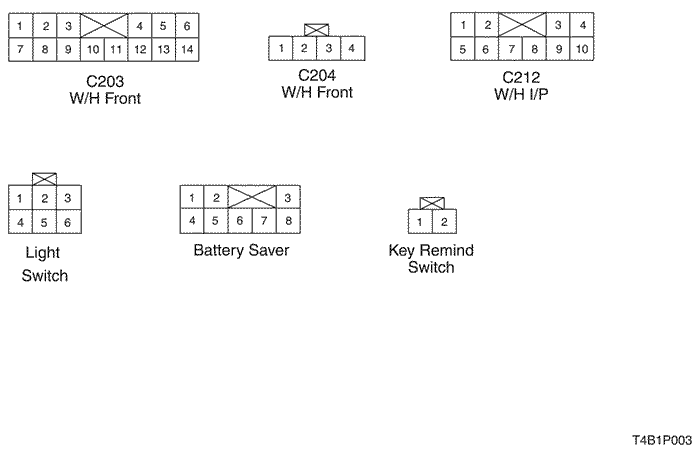 1 2 3 4 5 6
7 8 9 10 11 12 13 14
C203
W/H Front
1 2 3 4
C204
W/H Front
1 2 3 4
5 6 7 8 9 10
C212
W/H I/P
1 2 3
4 5 6
Light
Switch
1 2 3
4 5 6 7 8
Battery Saver
1 2
Key Remind
Switch
T4B1P003